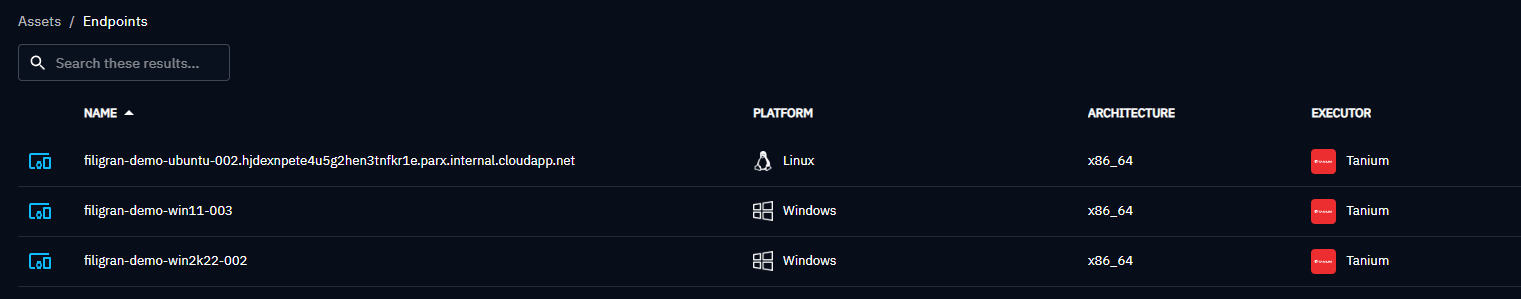 Assets / Endpoints
Search these results...
NAME PLATFORM ARCHITECTURE EXECUTOR
filigran-demo-ubuntu-002.hjdexnpete4u5g2hen3tnfkr1e.parx.internal.cloudapp.net Linux x86_64 Tanium
filigran-demo-win11-003 Windows x86_64 Tanium
filigran-demo-win2k22-002 Windows x86_64 Tanium